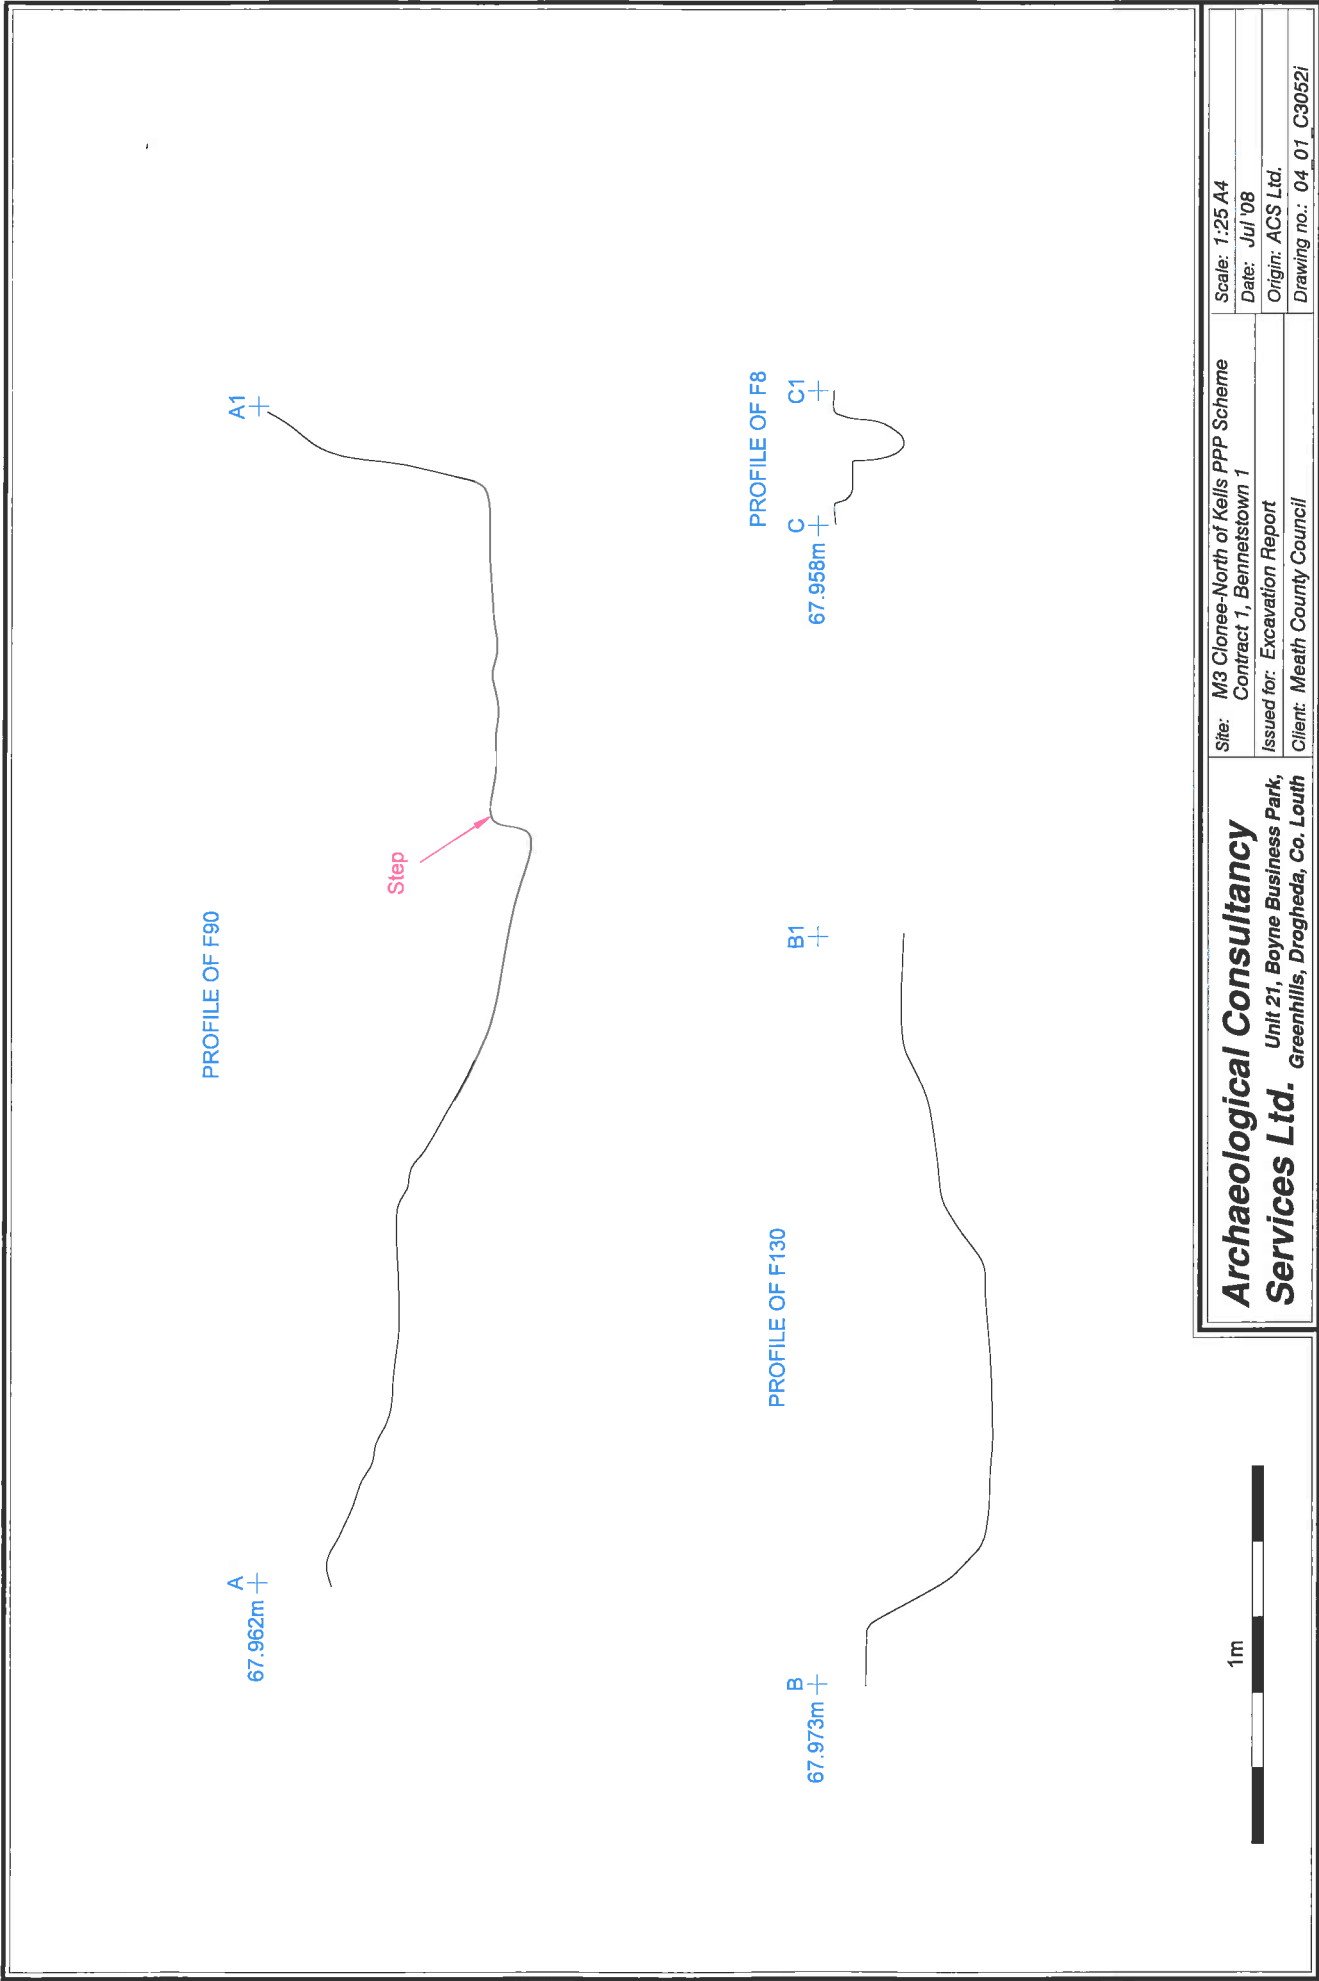 PROFILE OF F90
A
67.962m
A1
Step
PROFILE OF F130
B
67.973m
B1
PROFILE OF F8
C
67.958m
C1
1m
Archaeological Consultancy
Services Ltd.
Unit 21, Boyne Business Park,
Greenhills, Drogheda, Co. Louth
Site: M3 Clonee-North of Kells PPP Scheme
Contract 1, Bennetstown 1
Issued for: Excavation Report
Client: Meath County Council
Scale: 1:25 A4
Date: Jul '08
Origin: ACS Ltd.
Drawing no.: 04_01_C3052i